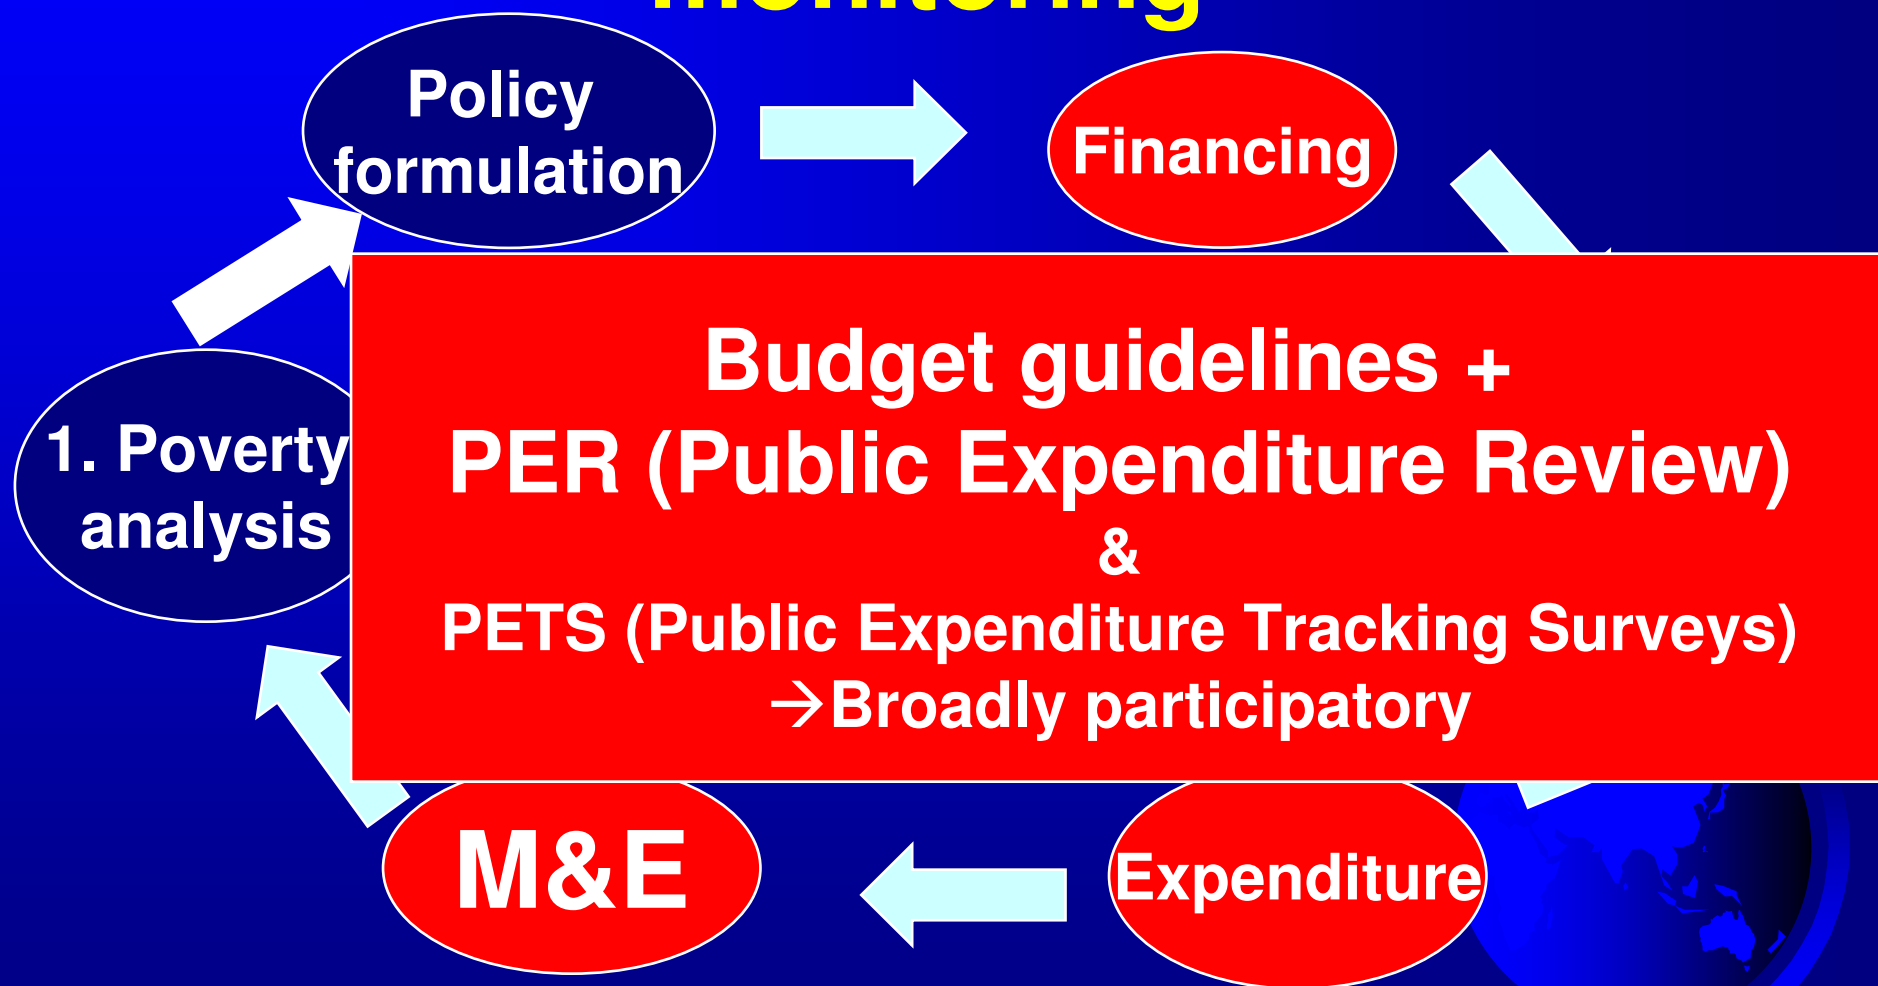 monitoring
Policy
formulation
Financing
1. Poverty
analysis
Budget guidelines +
PER (Public Expenditure Review)
&
PETS (Public Expenditure Tracking Surveys)
→Broadly participatory
M&E
Expenditure